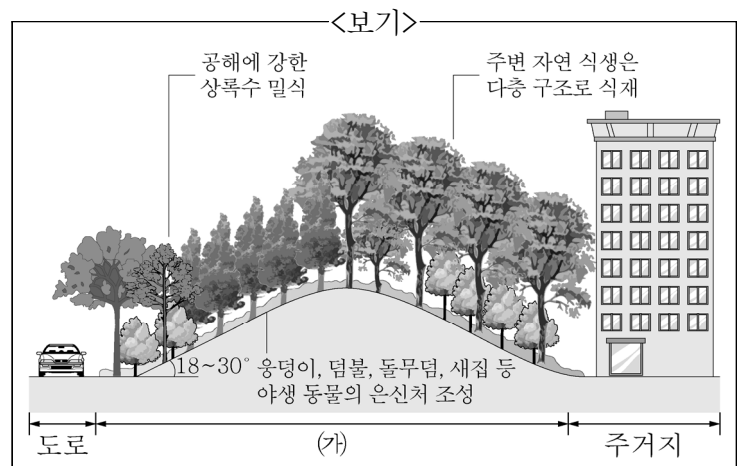 <보기>
공해에 강한
상록수 밀식
주변 자연 식생은
다층 구조로 식재
18~30° 웅덩이, 덤불, 돌무덤, 새집 등
야생 동물의 은신처 조성
도로
㈎
주거지